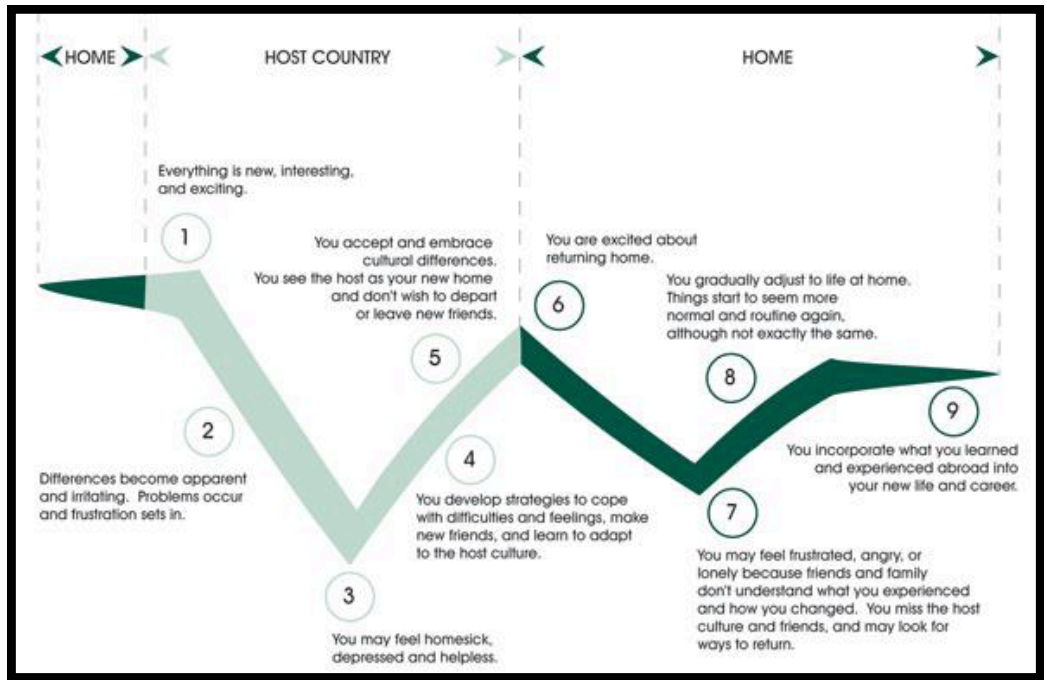 HOME
HOST COUNTRY
HOME
Everything is new, interesting,
and exciting.
1
2
Differences become apparent
and irritating. Problems occur
and frustration sets in.
3
You may feel homesick,
depressed and helpless.
4
You develop strategies to cope
with difficulties and feelings, make
new friends, and learn to adapt
to the host culture.
You accept and embrace
cultural differences.
You see the host as your new home
and don't wish to depart
or leave new friends.
5
You are excited about
returning home.
6
7
You may feel frustrated, angry, or
lonely because friends and family
don't understand what you experienced
and how you changed. You miss the host
culture and friends, and may look for
ways to return.
You gradually adjust to life at home.
Things start to seem more
normal and routine again,
although not exactly the same.
8
9
You incorporate what you learned
and experienced abroad into
your new life and career.